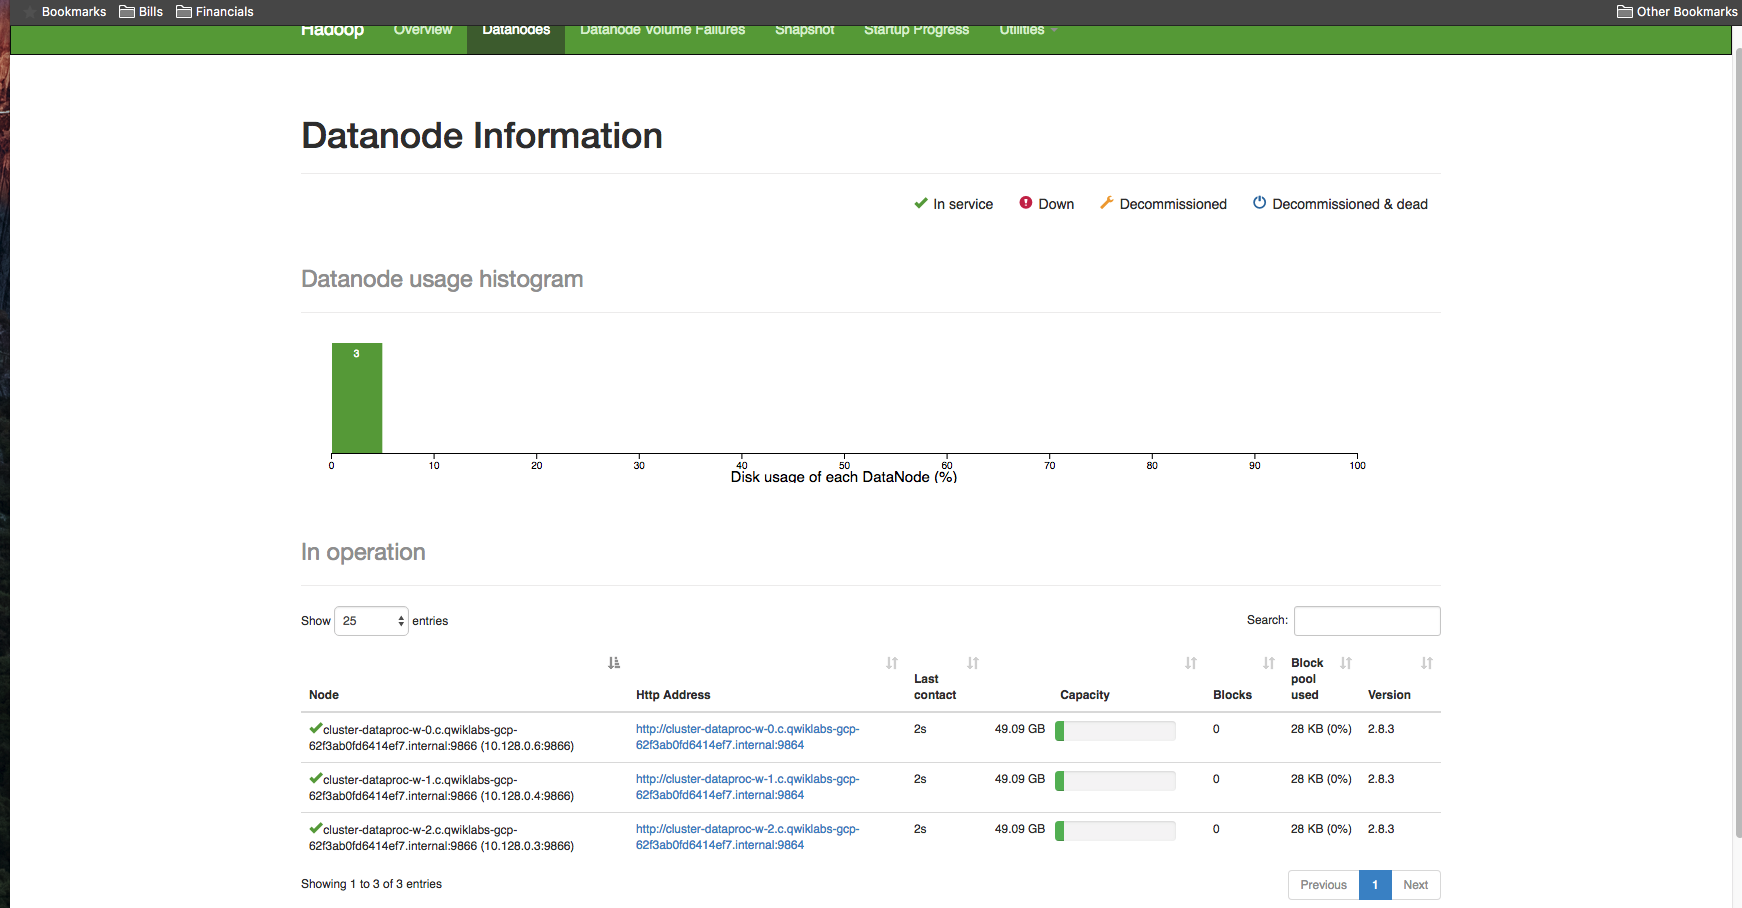 Bookmarks Bills Financials Other Bookmarks
Hadoop Overview Datanodes Datanode Volume Failures Snapshot Startup Progress Utilities
Datanode Information
In service Down Decommissioned Decommissioned & dead
Datanode usage histogram
3
0 10 20 30 40 50 60 70 80 90 100
Disk usage of each DataNode (%)
In operation
Show 25 entries Search:
Node Http Address Last contact Capacity Blocks Block pool used Version
cluster-dataproc-w-0.c.qwiklabs-gcp- http://cluster-dataproc-w-0.c.qwiklabs-gcp- 2s 49.09 GB 0 28 KB (0%) 2.8.3
62f3ab0fd6414ef7.internal:9866 (10.128.0.6:9866) 62f3ab0fd6414ef7.internal:9864
cluster-dataproc-w-1.c.qwiklabs-gcp- http://cluster-dataproc-w-1.c.qwiklabs-gcp- 2s 49.09 GB 0 28 KB (0%) 2.8.3
62f3ab0fd6414ef7.internal:9866 (10.128.0.4:9866) 62f3ab0fd6414ef7.internal:9864
cluster-dataproc-w-2.c.qwiklabs-gcp- http://cluster-dataproc-w-2.c.qwiklabs-gcp- 2s 49.09 GB 0 28 KB (0%) 2.8.3
62f3ab0fd6414ef7.internal:9866 (10.128.0.3:9866) 62f3ab0fd6414ef7.internal:9864
Showing 1 to 3 of 3 entries Previous 1 Next